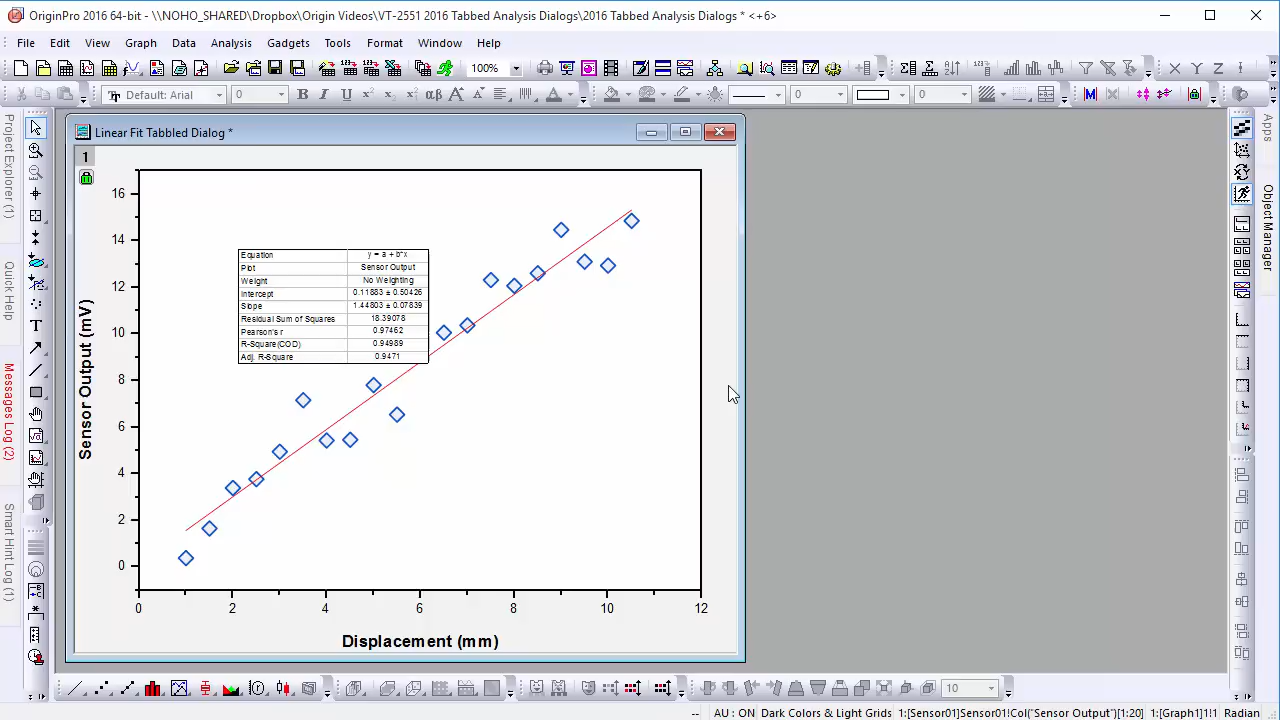 OriginPro 2016 64-bit - \\NOHO_SHARED\Dropbox\Origin Videos\VT-2551 2016 Tabbed Analysis Dialogs\2016 Tabbed Analysis Dialogs * <+6>
File Edit View Graph Data Analysis Gadgets Tools Format Window Help
100%
Default: Arial 0 B I U αβ A A A 0 0
Project Explorer (1)
Quick Help
Messages Log (2)
Smart Hint Log (1)
Apps
Object Manager
Linear Fit Tabbled Dialog *
1
Equation y = a + b*x
Plot Sensor Output
Weight No Weighting
Intercept 0.11883 ± 0.50426
Slope 1.44803 ± 0.07839
Residual Sum of Squares 18.39078
Pearson's r 0.97462
R-Square(COD) 0.94989
Adj. R-Square 0.9471
16
14
12
10
8
6
4
2
0
Sensor Output (mV)
0 2 4 6 8 10 12
Displacement (mm)
10
-- AU : ON Dark Colors & Light Grids 1:[Sensor01]Sensor01!Col("Sensor Output")[1:20] 1:[Graph1]1!1 Radian